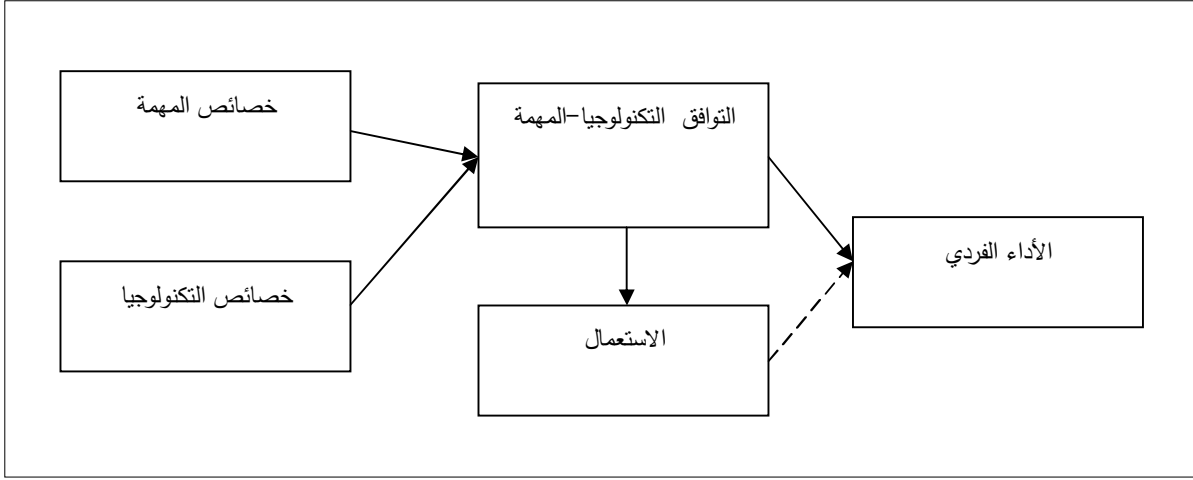 خصائص المهمة
التوافق التكنولوجيا-المهمة
الأداء الفردي
خصائص التكنولوجيا
الاستعمال